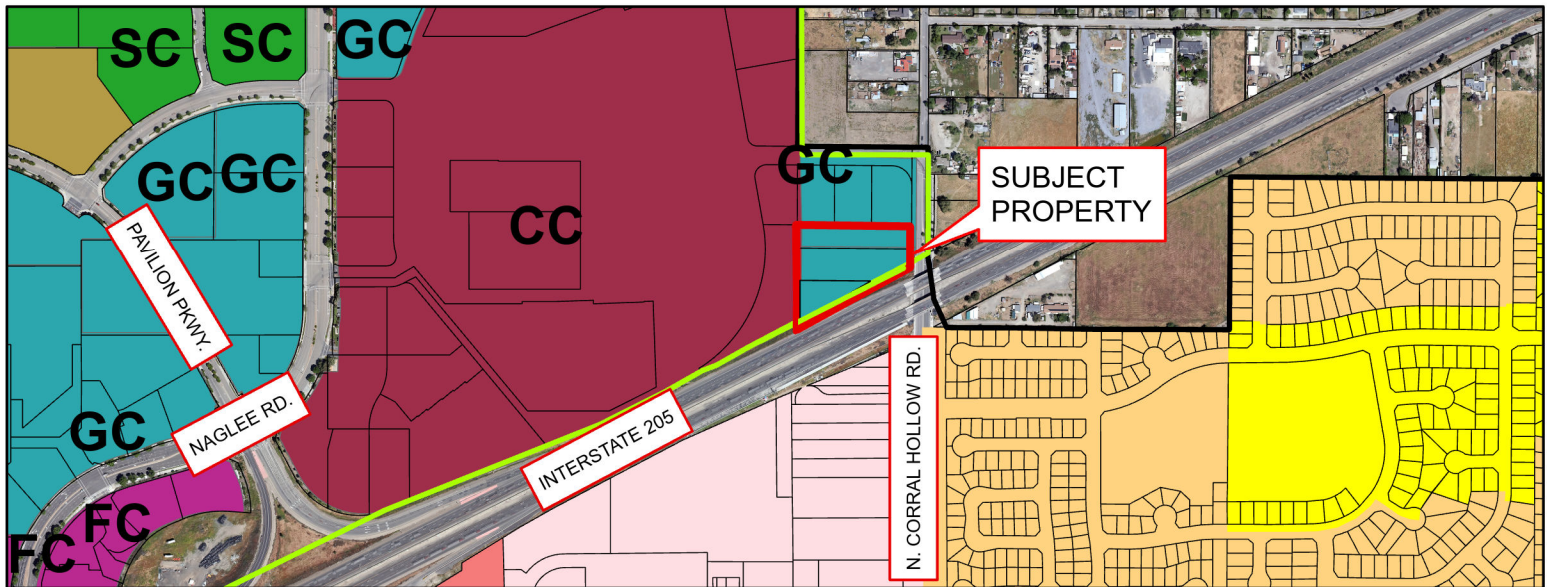 SC
SC
GC
GC
GC
GC
SUBJECT
PROPERTY
CC
PAVILION PKWY.
NAGLEE RD.
GC
INTERSTATE 205
N. CORRAL HOLLOW RD.
FC
FC